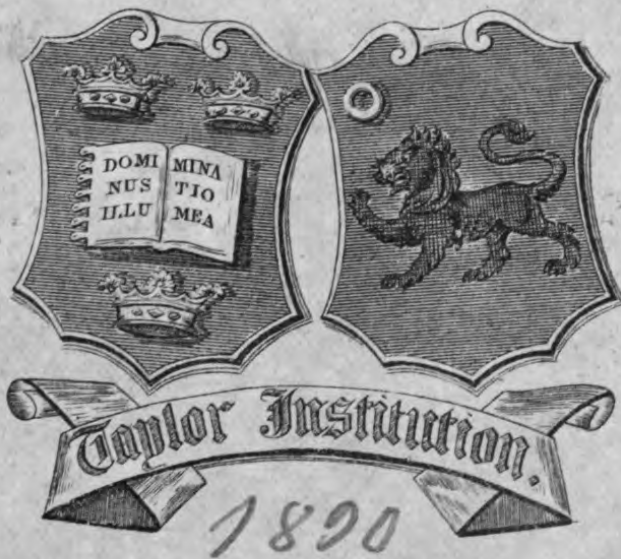 DOMI
NUS
ILLU
MINA
TIO
MEA
Taylor Institution.
1890